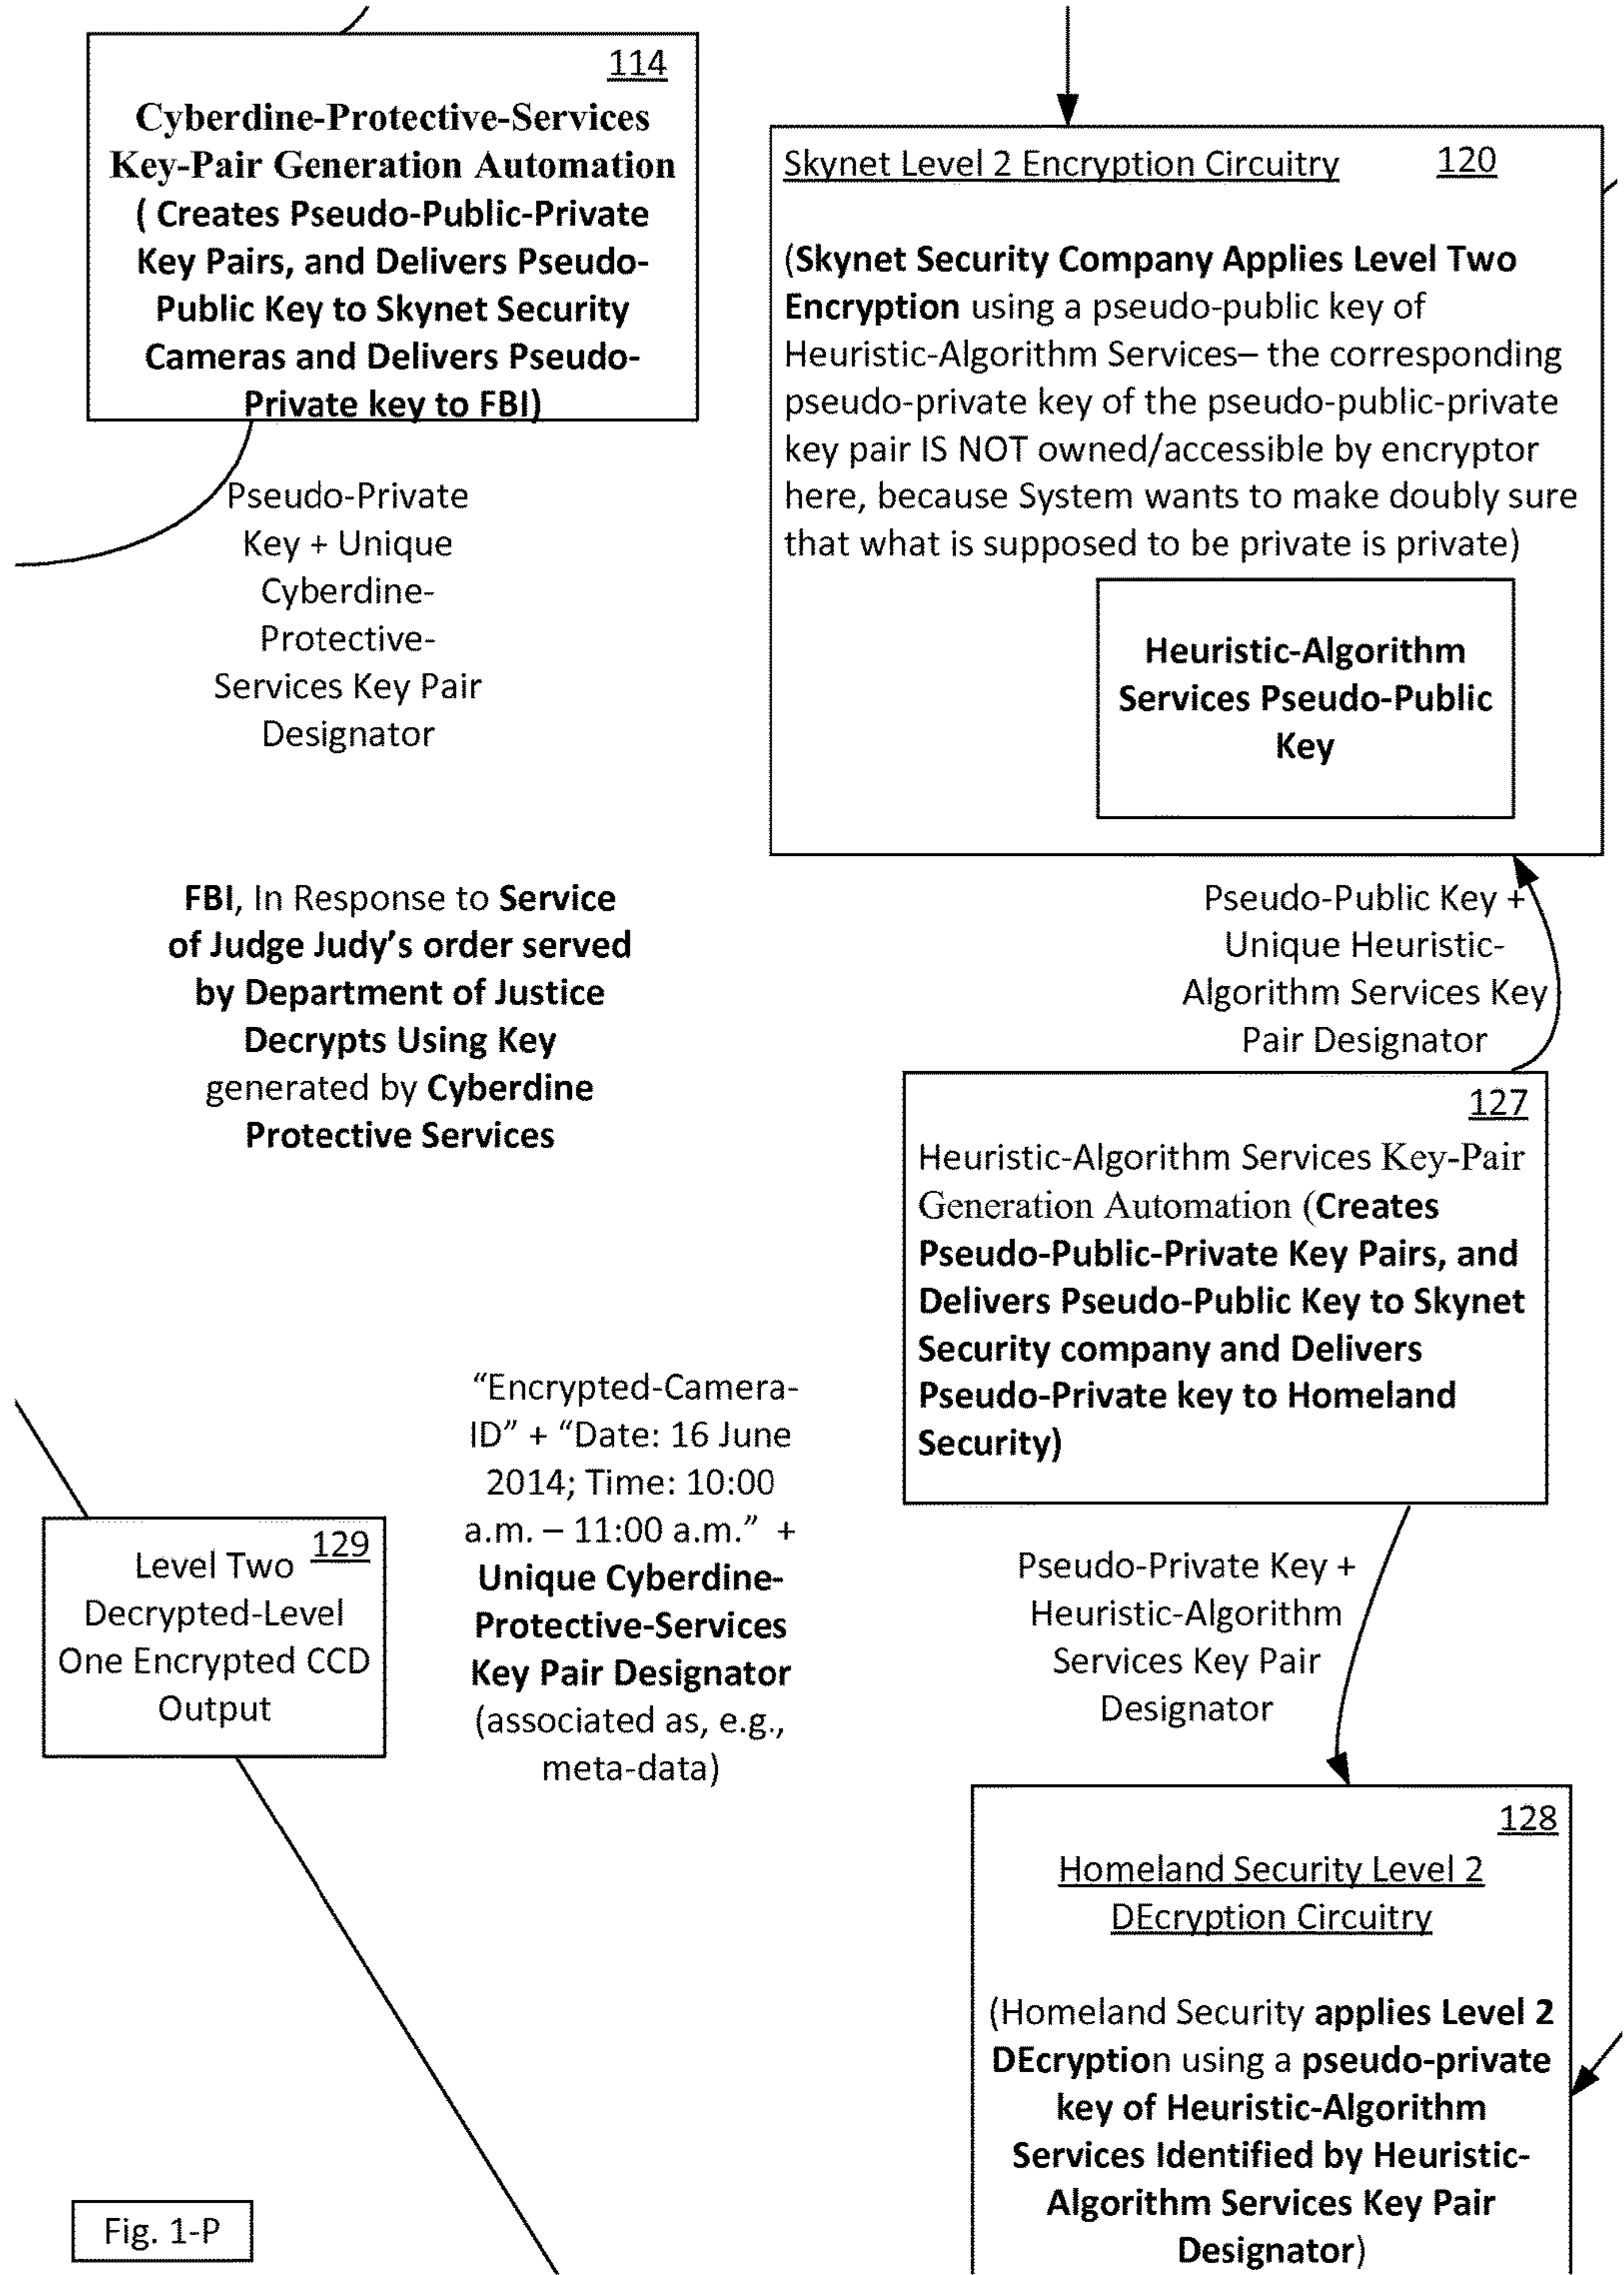 114
Cyberdine-Protective-Services
Key-Pair Generation Automation
( Creates Pseudo-Public-Private
Key Pairs, and Delivers Pseudo-
Public Key to Skynet Security
Cameras and Delivers Pseudo-
Private key to FBI)
Pseudo-Private
Key + Unique
Cyberdine-
Protective-
Services Key Pair
Designator
Skynet Level 2 Encryption Circuitry 120
(Skynet Security Company Applies Level Two
Encryption using a pseudo-public key of
Heuristic-Algorithm Services– the corresponding
pseudo-private key of the pseudo-public-private
key pair IS NOT owned/accessible by encryptor
here, because System wants to make doubly sure
that what is supposed to be private is private)
Heuristic-Algorithm
Services Pseudo-Public
Key
FBI, In Response to Service
of Judge Judy’s order served
by Department of Justice
Decrypts Using Key
generated by Cyberdine
Protective Services
Pseudo-Public Key +
Unique Heuristic-
Algorithm Services Key
Pair Designator
127
Heuristic-Algorithm Services Key-Pair
Generation Automation (Creates
Pseudo-Public-Private Key Pairs, and
Delivers Pseudo-Public Key to Skynet
Security company and Delivers
Pseudo-Private key to Homeland
Security)
“Encrypted-Camera-
ID” + “Date: 16 June
2014; Time: 10:00
a.m. – 11:00 a.m.” +
Unique Cyberdine-
Protective-Services
Key Pair Designator
(associated as, e.g.,
meta-data)
129
Level Two
Decrypted-Level
One Encrypted CCD
Output
Pseudo-Private Key +
Heuristic-Algorithm
Services Key Pair
Designator
128
Homeland Security Level 2
DEcryption Circuitry
(Homeland Security applies Level 2
DEcryption using a pseudo-private
key of Heuristic-Algorithm
Services Identified by Heuristic-
Algorithm Services Key Pair
Designator)
Fig. 1-P